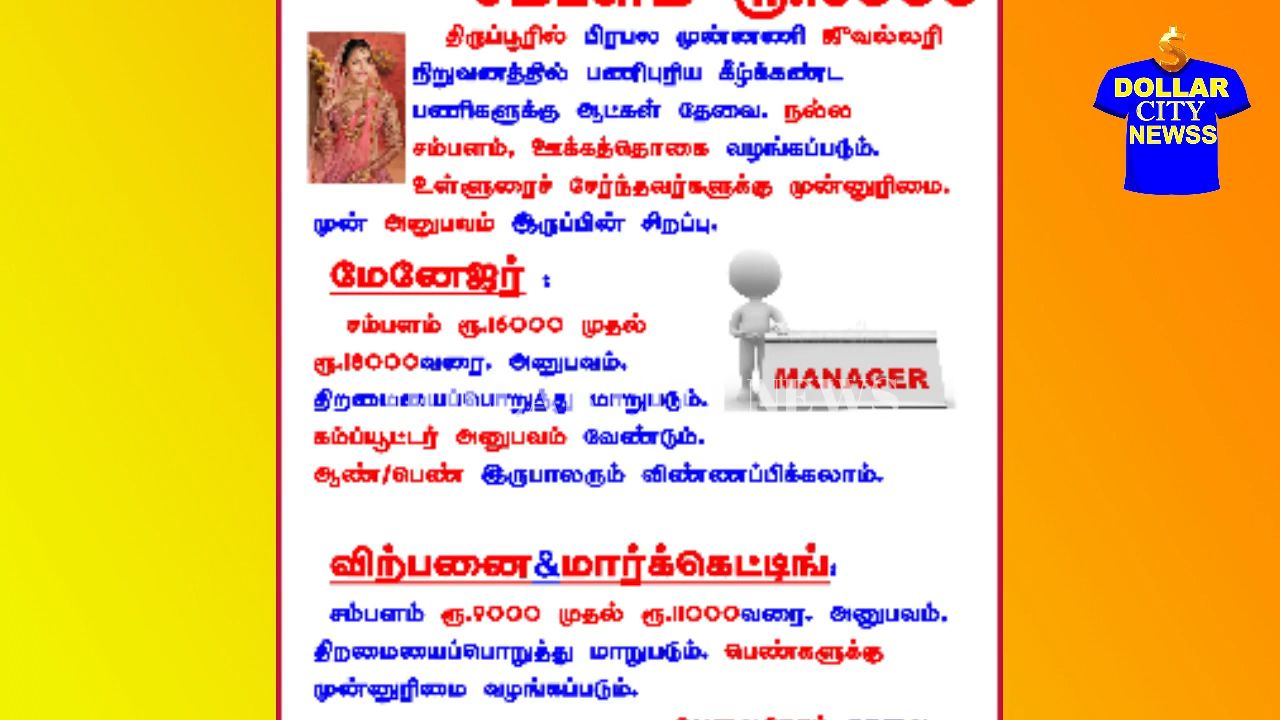 திருப்பூரில் பிரபல முன்னணி ஜுவல்லரி
நிறுவனத்தில் பணிபுரிய கீழ்க்கண்ட
பணிகளுக்கு ஆட்கள் தேவை. நல்ல
சம்பளம், ஊக்கத்தொகை வழங்கப்படும்.
உள்ளூரைச் சேர்ந்தவர்களுக்கு முன்னுரிமை.
முன் அனுபவம் இருப்பின் சிறப்பு.
மேனேஜர் :
சம்பளம் ரூ.16000 முதல்
ரூ.18000வரை. அனுபவம்,
திறமையைப்பொறுத்து மாறுபடும்.
கம்ப்யூட்டர் அனுபவம் வேண்டும்.
ஆண்/பெண் இருபாலரும் விண்ணப்பிக்கலாம்.
MANAGER
NEWS
விற்பனை&மார்க்கெட்டிங்:
சம்பளம் ரூ.9000 முதல் ரூ.11000வரை. அனுபவம்.
திறமையைப்பொறுத்து மாறுபடும். பெண்களுக்கு
முன்னுரிமை வழங்கப்படும்.
$
DOLLAR
CITY
NEWSS